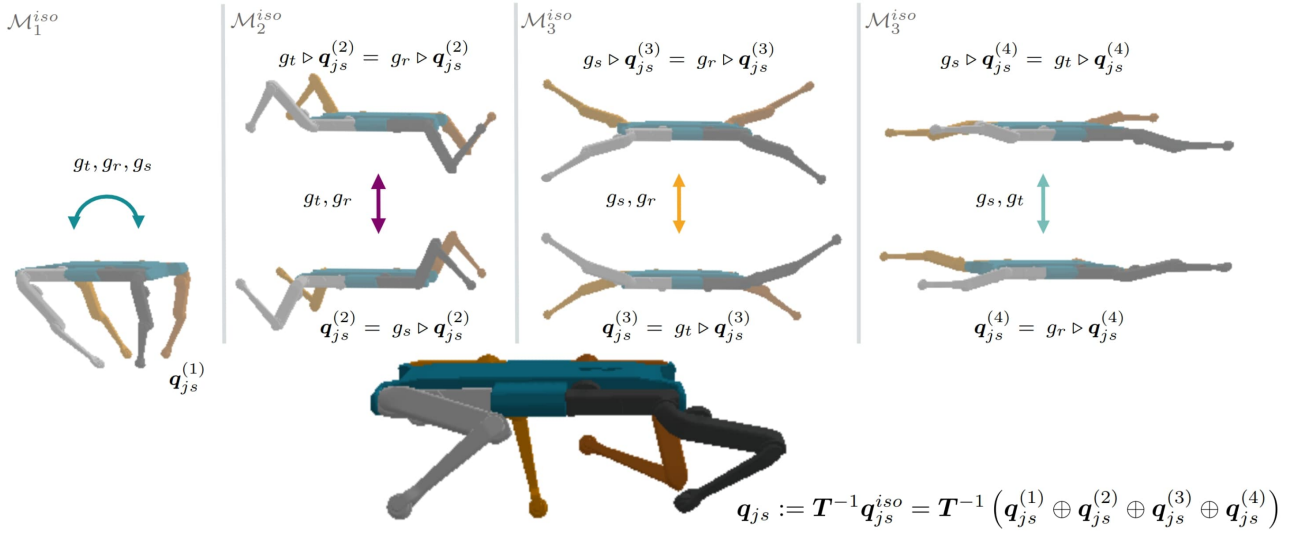 $\mathcal{M}_1^{iso}$
$g_t, g_r, g_s$
$\boldsymbol{q}_{js}^{(1)}$
$\mathcal{M}_2^{iso}$
$g_t \triangleright \boldsymbol{q}_{js}^{(2)} = g_r \triangleright \boldsymbol{q}_{js}^{(2)}$
$g_t, g_r$
$\boldsymbol{q}_{js}^{(2)} = g_s \triangleright \boldsymbol{q}_{js}^{(2)}$
$\mathcal{M}_3^{iso}$
$g_s \triangleright \boldsymbol{q}_{js}^{(3)} = g_r \triangleright \boldsymbol{q}_{js}^{(3)}$
$g_s, g_r$
$\boldsymbol{q}_{js}^{(3)} = g_t \triangleright \boldsymbol{q}_{js}^{(3)}$
$\mathcal{M}_3^{iso}$
$g_s \triangleright \boldsymbol{q}_{js}^{(4)} = g_t \triangleright \boldsymbol{q}_{js}^{(4)}$
$g_s, g_t$
$\boldsymbol{q}_{js}^{(4)} = g_r \triangleright \boldsymbol{q}_{js}^{(4)}$
$\boldsymbol{q}_{js} := \boldsymbol{T}^{-1} \boldsymbol{q}_{js}^{iso} = \boldsymbol{T}^{-1} \left( \boldsymbol{q}_{js}^{(1)} \oplus \boldsymbol{q}_{js}^{(2)} \oplus \boldsymbol{q}_{js}^{(3)} \oplus \boldsymbol{q}_{js}^{(4)} \right)$